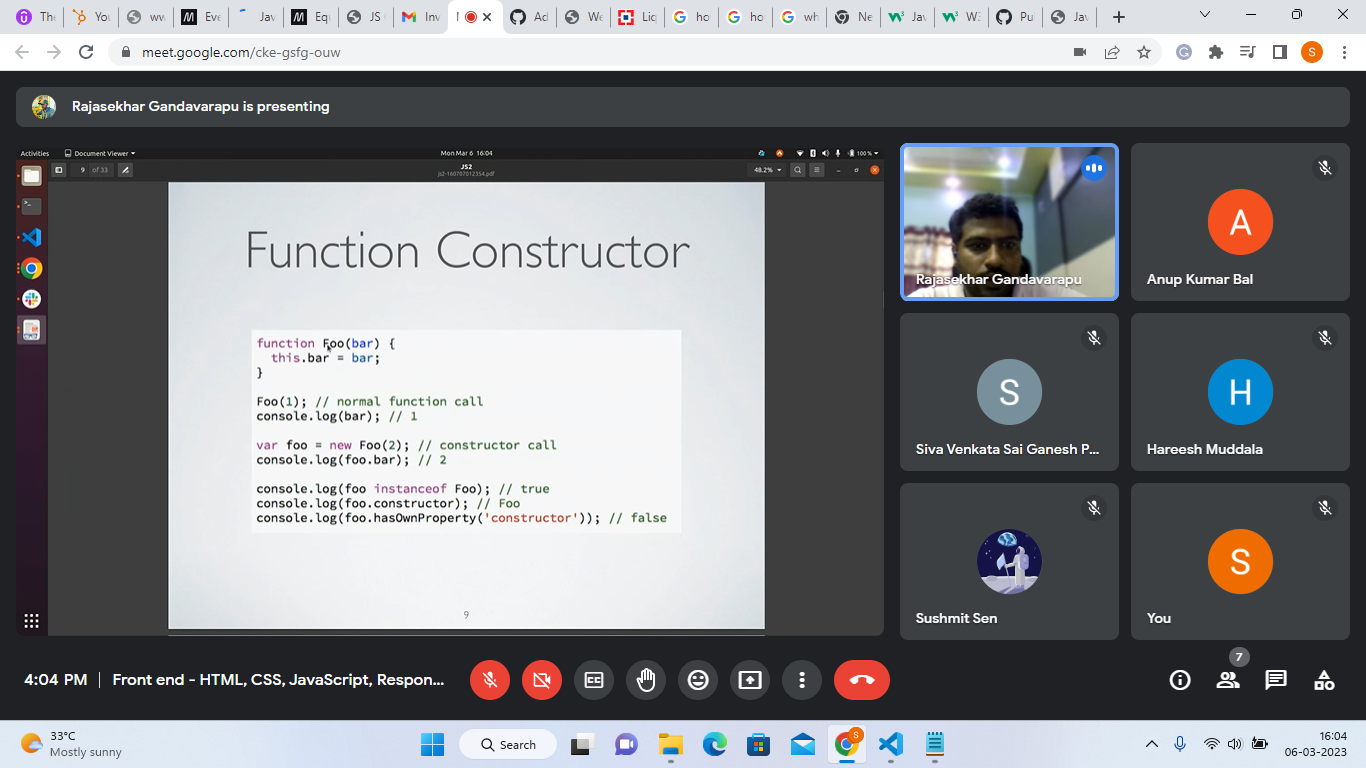 Th
Yo
ww
Eve
Jav
Equ
JS
Inv
Ad
We
Lig
ho
ho
wh
Ne
Jav
W3
Pu
Jav
meet.google.com/cke-gsfg-ouw
S
Rajasekhar Gandavarapu is presenting
Activities
Document Viewer
Mon Mar 6 16:04
100 %
9 of 33
JS2
js2-160707012354.pdf
48.2%
Function Constructor
function Foo(bar) {
this.bar = bar;
}
Foo(1); // normal function call
console.log(bar); // 1
var foo = new Foo(2); // constructor call
console.log(foo.bar); // 2
console.log(foo instanceof Foo); // true
console.log(foo.constructor); // Foo
console.log(foo.hasOwnProperty('constructor')); // false
9
Rajasekhar Gandavarapu
A
Anup Kumar Bal
S
Siva Venkata Sai Ganesh P...
H
Hareesh Muddala
Sushmit Sen
S
You
4:04 PM | Front end - HTML, CSS, JavaScript, Respon...
7
33°C
Mostly sunny
Search
S
16:04
06-03-2023